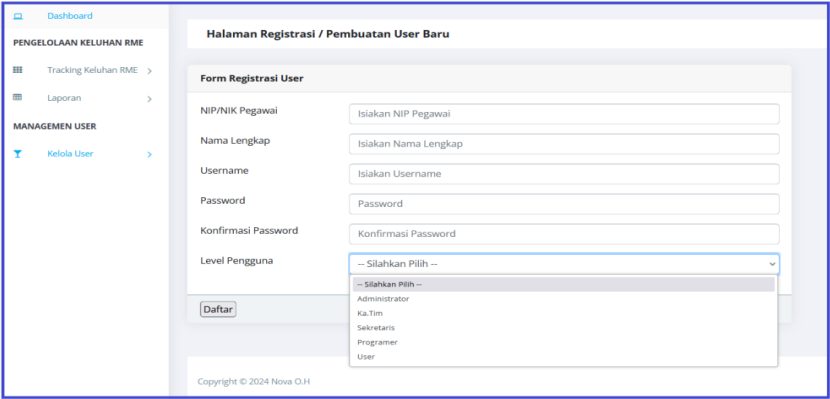 Dashboard
PENGELOLAAN KELUHAN RME
Tracking Keluhan RME
Laporan
MANAGEMEN USER
Kelola User
Halaman Registrasi / Pembuatan User Baru
Form Registrasi User
NIP/NIK Pegawai
Isiakan NIP Pegawai
Nama Lengkap
Isiakan Nama Lengkap
Username
Isiakan Username
Password
Password
Konfirmasi Password
Konfirmasi Password
Level Pengguna
-- Silahkan Pilih --
-- Silahkan Pilih --
Administrator
Ka.Tim
Sekretaris
Programer
User
Daftar
Copyright © 2024 Nova O.H